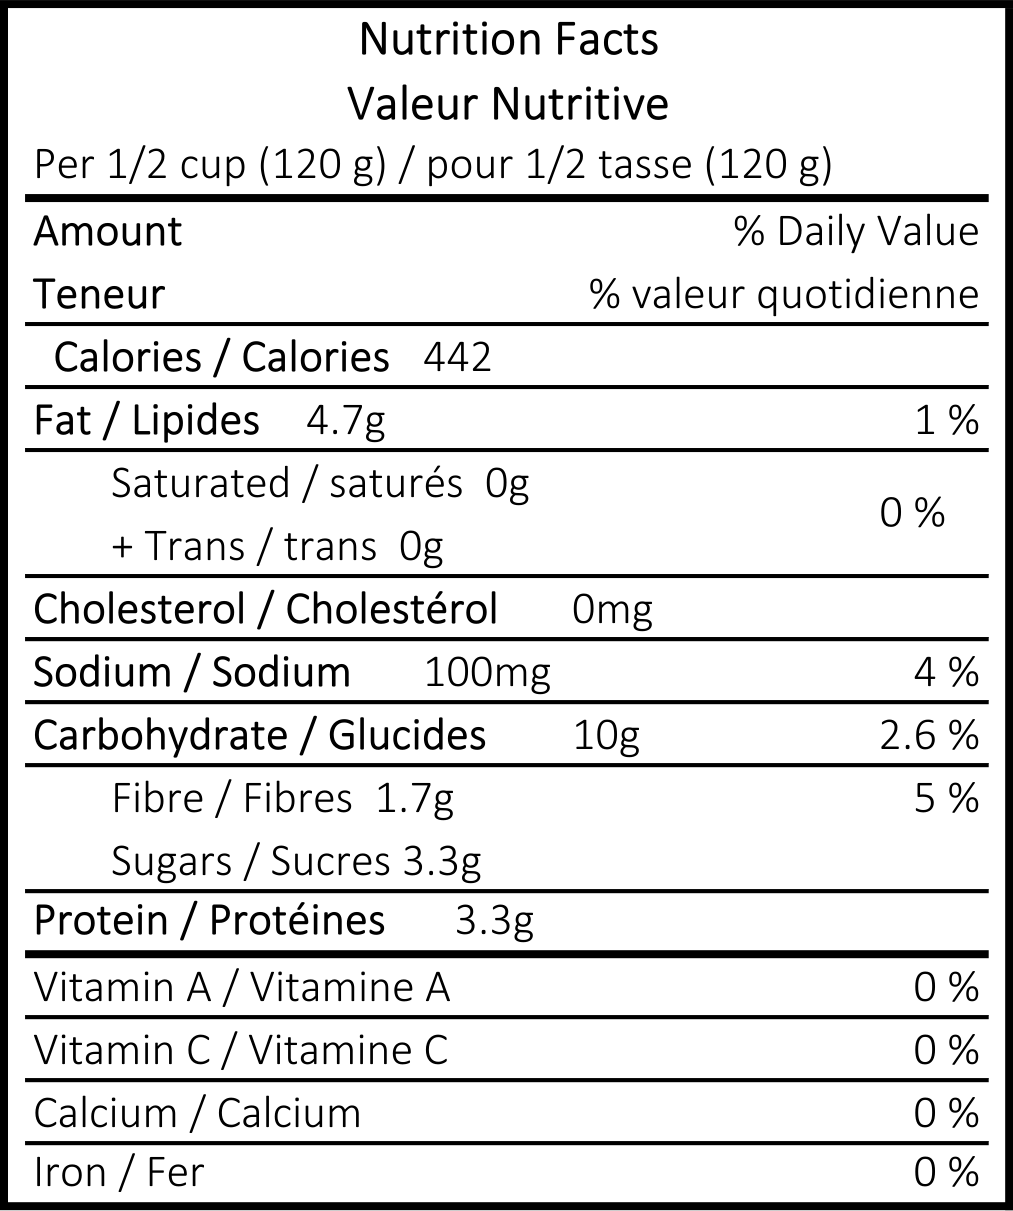 Nutrition Facts
Valeur Nutritive
Per 1/2 cup (120 g) / pour 1/2 tasse (120 g)
Amount % Daily Value
Teneur % valeur quotidienne
Calories / Calories 442
Fat / Lipides 4.7g 1 %
Saturated / saturés 0g
0 %
+ Trans / trans 0g
Cholesterol / Cholestérol 0mg
Sodium / Sodium 100mg 4 %
Carbohydrate / Glucides 10g 2.6 %
Fibre / Fibres 1.7g 5 %
Sugars / Sucres 3.3g
Protein / Protéines 3.3g
Vitamin A / Vitamine A 0 %
Vitamin C / Vitamine C 0 %
Calcium / Calcium 0 %
Iron / Fer 0 %